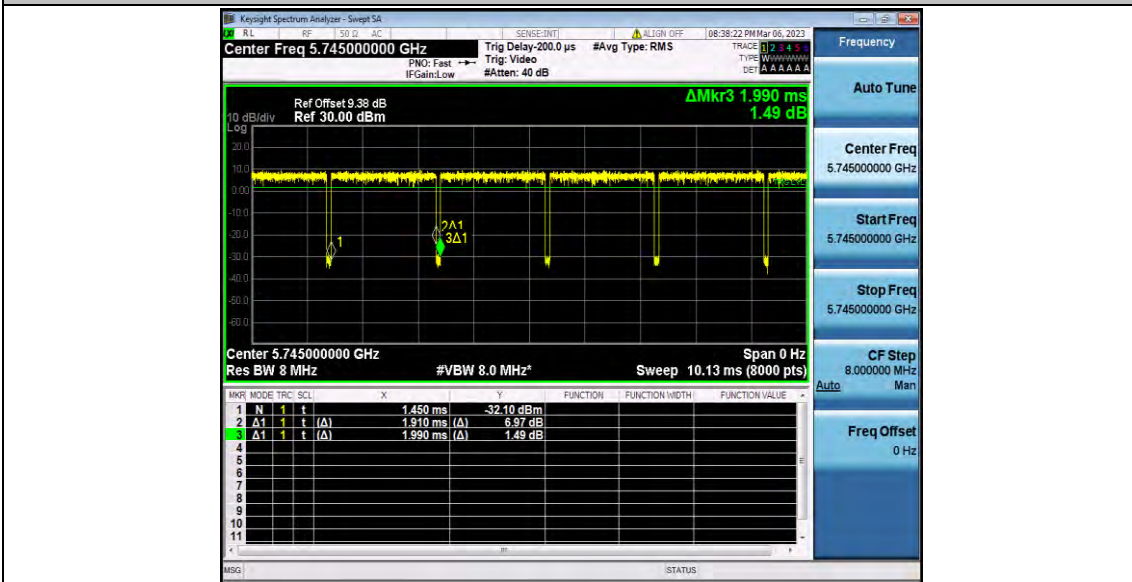 Keysight Spectrum Analyzer - Swept SA
RL RF 50 Ω AC SENSE:INT ALIGN OFF 08:38:22 PM Mar 06, 2023
Center Freq 5.745000000 GHz
Trig Delay-200.0 µs #Avg Type: RMS
TRACE 1 2 3 4 5 6
PNO: Fast Trig: Video
TYPE WWWWWW
IFGain:Low #Atten: 40 dB
DET A A A A A A
Frequency
Auto Tune
ΔMkr3 1.990 ms
1.49 dB
Ref Offset 9.38 dB
10 dB/div Ref 30.00 dBm
Log
20.0
10.0
0.00
-10.0
-20.0
-30.0
-40.0
-50.0
-60.0
1
2Δ1
3Δ1
Center 5.745000000 GHz Span 0 Hz
Res BW 8 MHz #VBW 8.0 MHz* Sweep 10.13 ms (8000 pts)
Center Freq
5.745000000 GHz
Start Freq
5.745000000 GHz
Stop Freq
5.745000000 GHz
CF Step
8.000000 MHz
Auto Man
Freq Offset
0 Hz
MKR MODE TRC SCL X Y FUNCTION FUNCTION WIDTH FUNCTION VALUE
1 N 1 t 1.450 ms -32.10 dBm
2 Δ1 1 t (Δ) 1.910 ms (Δ) 6.97 dB
3 Δ1 1 t (Δ) 1.990 ms (Δ) 1.49 dB
4
5
6
7
8
9
10
11
MSG STATUS